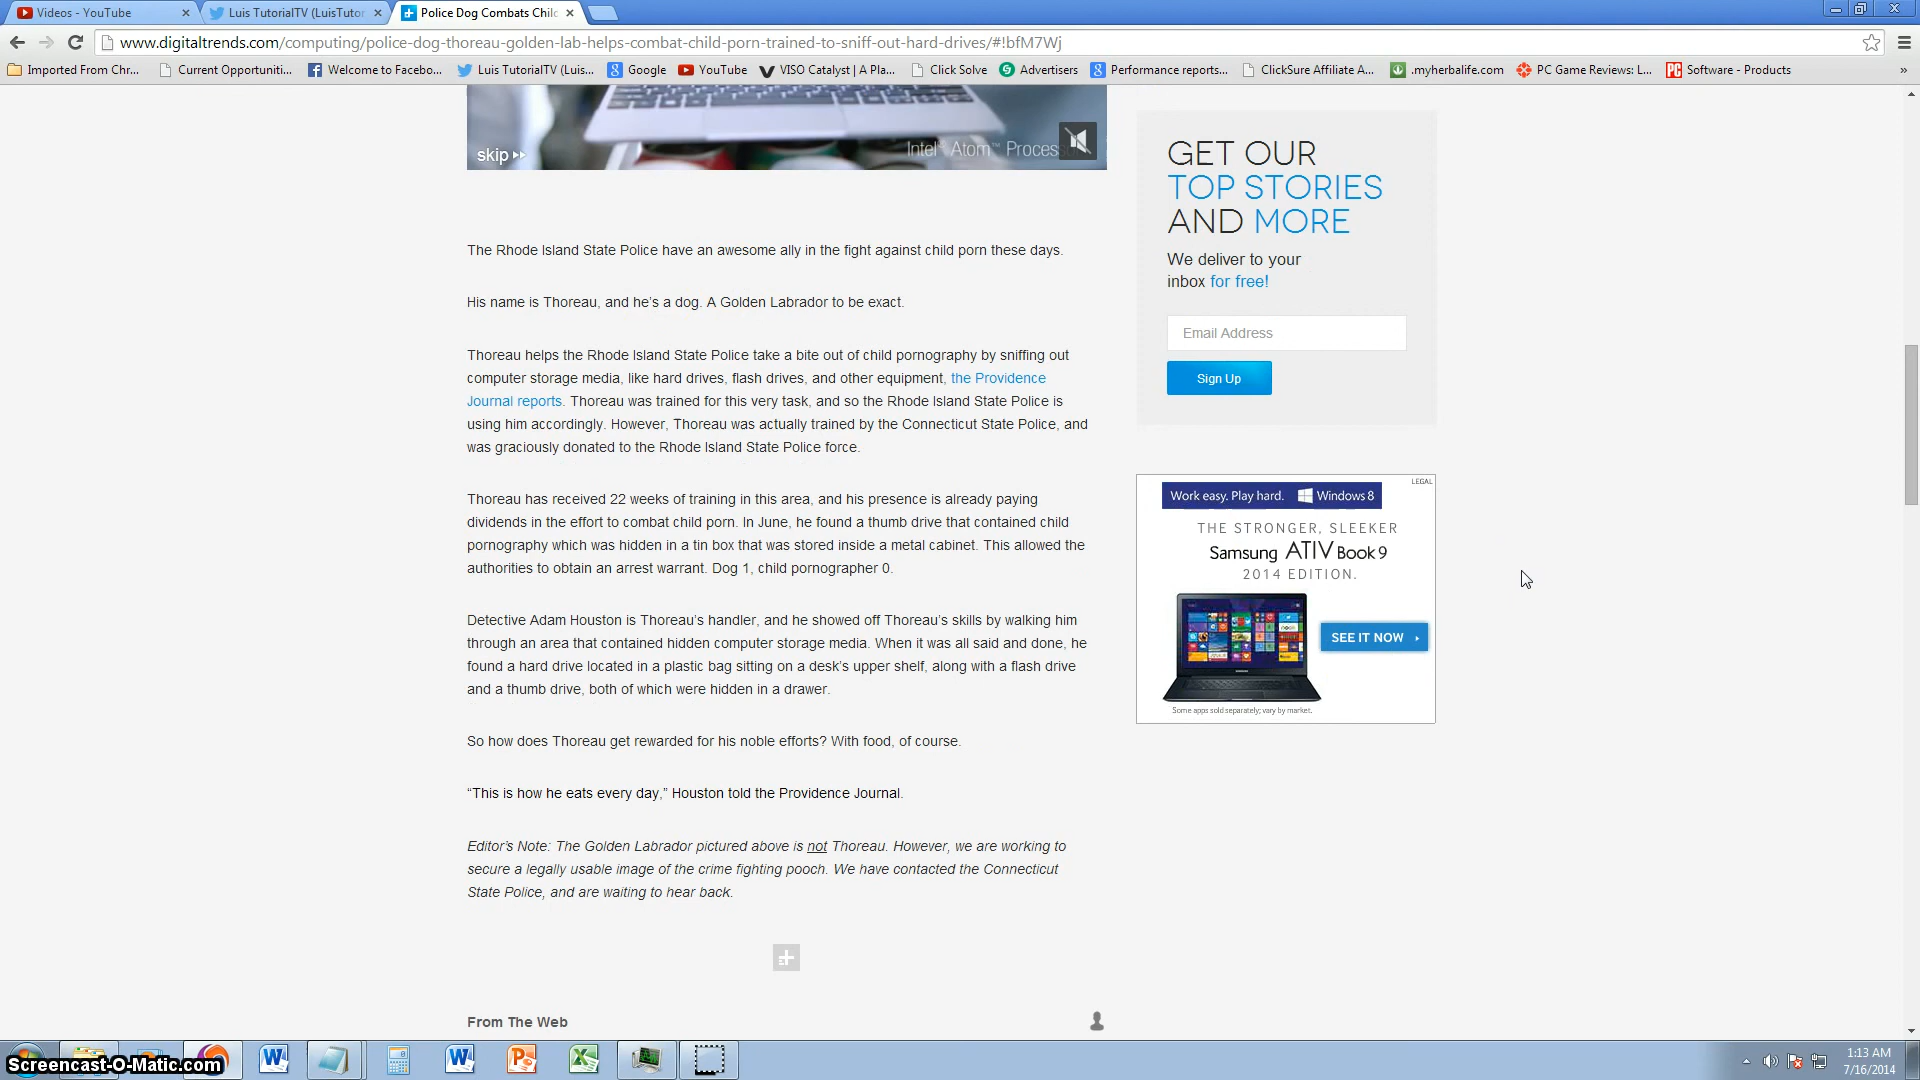 Videos - YouTube
Luis TutorialTV (LuisTutor
Police Dog Combats Chil
www.digitaltrends.com/computing/police-dog-thoreau-golden-lab-helps-combat-child-porn-trained-to-sniff-out-hard-drives/#!bfM7Wj
Imported From Chr...
Current Opportuniti...
Welcome to Facebo...
Luis TutorialTV (Luis...
Google
YouTube
VISO Catalyst | A Pla...
Click Solve
Advertisers
Performance reports...
ClickSure Affiliate A...
.myherbalife.com
PC Game Reviews: L...
Software - Products
skip
Intel Atom™ Process
The Rhode Island State Police have an awesome ally in the fight against child porn these days.
His name is Thoreau, and he's a dog. A Golden Labrador to be exact.
Thoreau helps the Rhode Island State Police take a bite out of child pornography by sniffing out
computer storage media, like hard drives, flash drives, and other equipment, the Providence
Journal reports. Thoreau was trained for this very task, and so the Rhode Island State Police is
using him accordingly. However, Thoreau was actually trained by the Connecticut State Police, and
was graciously donated to the Rhode Island State Police force.
Thoreau has received 22 weeks of training in this area, and his presence is already paying
dividends in the effort to combat child porn. In June, he found a thumb drive that contained child
pornography which was hidden in a tin box that was stored inside a metal cabinet. This allowed the
authorities to obtain an arrest warrant. Dog 1, child pornographer 0.
Detective Adam Houston is Thoreau's handler, and he showed off Thoreau's skills by walking him
through an area that contained hidden computer storage media. When it was all said and done, he
found a hard drive located in a plastic bag sitting on a desk's upper shelf, along with a flash drive
and a thumb drive, both of which were hidden in a drawer.
So how does Thoreau get rewarded for his noble efforts? With food, of course.
“This is how he eats every day,” Houston told the Providence Journal.
Editor's Note: The Golden Labrador pictured above is not Thoreau. However, we are working to
secure a legally usable image of the crime fighting pooch. We have contacted the Connecticut
State Police, and are waiting to hear back.
From The Web
GET OUR
TOP STORIES
AND MORE
We deliver to your
inbox for free!
Email Address
Sign Up
LEGAL
Work easy. Play hard. Windows 8
THE STRONGER, SLEEKER
Samsung ATIV Book 9
2014 EDITION.
SEE IT NOW
Some apps sold separately; vary by market.
Screencast-O-Matic.com
1:13 AM
7/16/2014